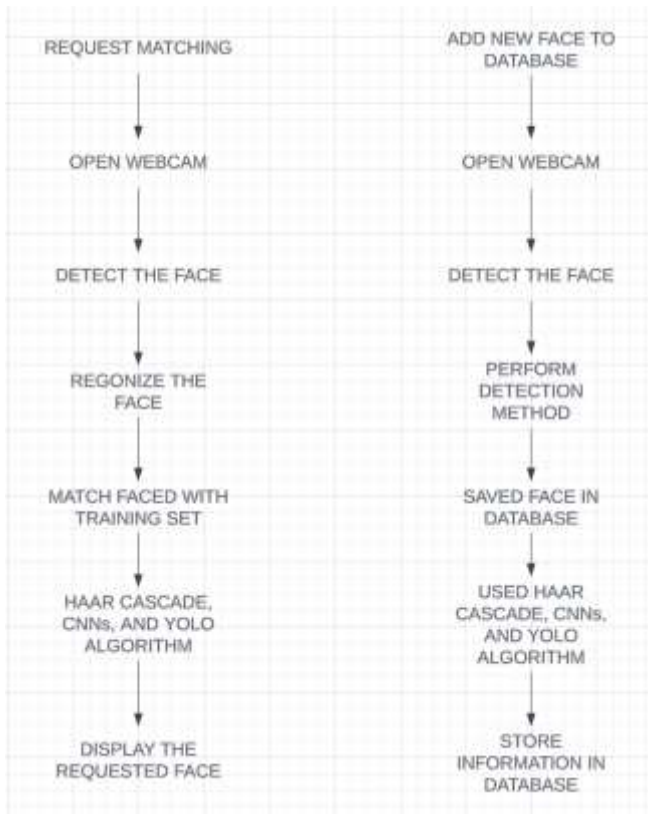 REQUEST MATCHING
OPEN WEBCAM
DETECT THE FACE
REGONIZE THE
FACE
MATCH FACED WITH
TRAINING SET
HAAR CASCADE,
CNNs, AND YOLO
ALGORITHM
DISPLAY THE
REQUESTED FACE
ADD NEW FACE TO
DATABASE
OPEN WEBCAM
DETECT THE FACE
PERFORM
DETECTION
METHOD
SAVED FACE IN
DATABASE
USED HAAR
CASCADE, CNNs,
AND YOLO
ALGORITHM
STORE
INFORMATION IN
DATABASE